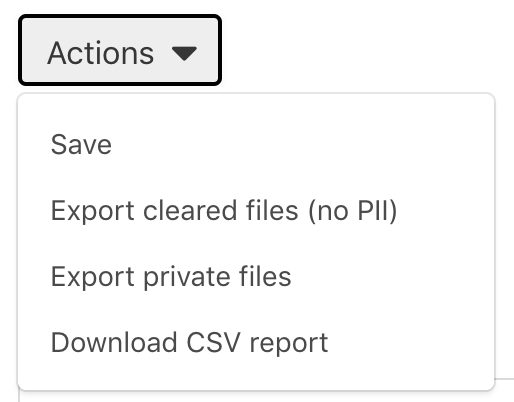 Actions
Save
Export cleared files (no PII)
Export private files
Download CSV report